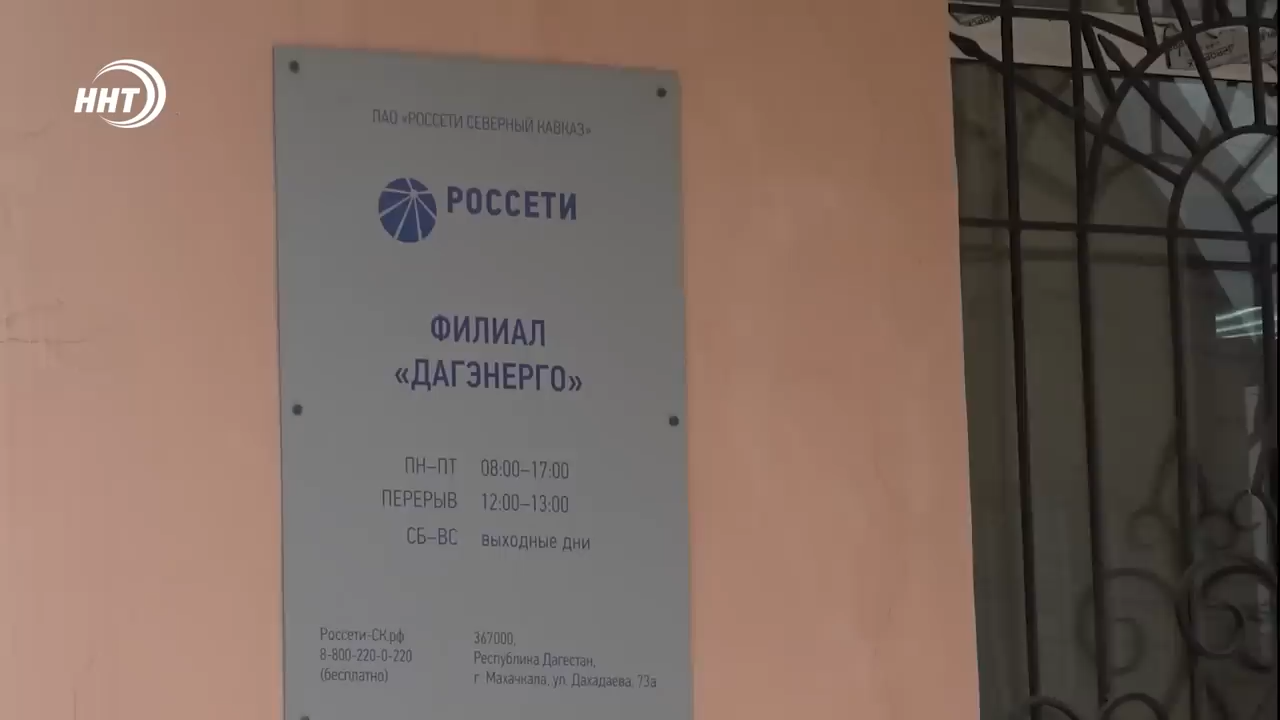 ННТ
ПАО «РОССЕТИ СЕВЕРНЫЙ КАВКАЗ»
РОССЕТИ
ФИЛИАЛ
«ДАГЭНЕРГО»
ПН–ПТ 08:00–17:00
ПЕРЕРЫВ 12:00–13:00
СБ–ВС выходные дни
Россети-СК.рф
8-800-220-0-220
(бесплатно)
367000,
Республика Дагестан,
г. Махачкала, ул. Дахадаева, 73а